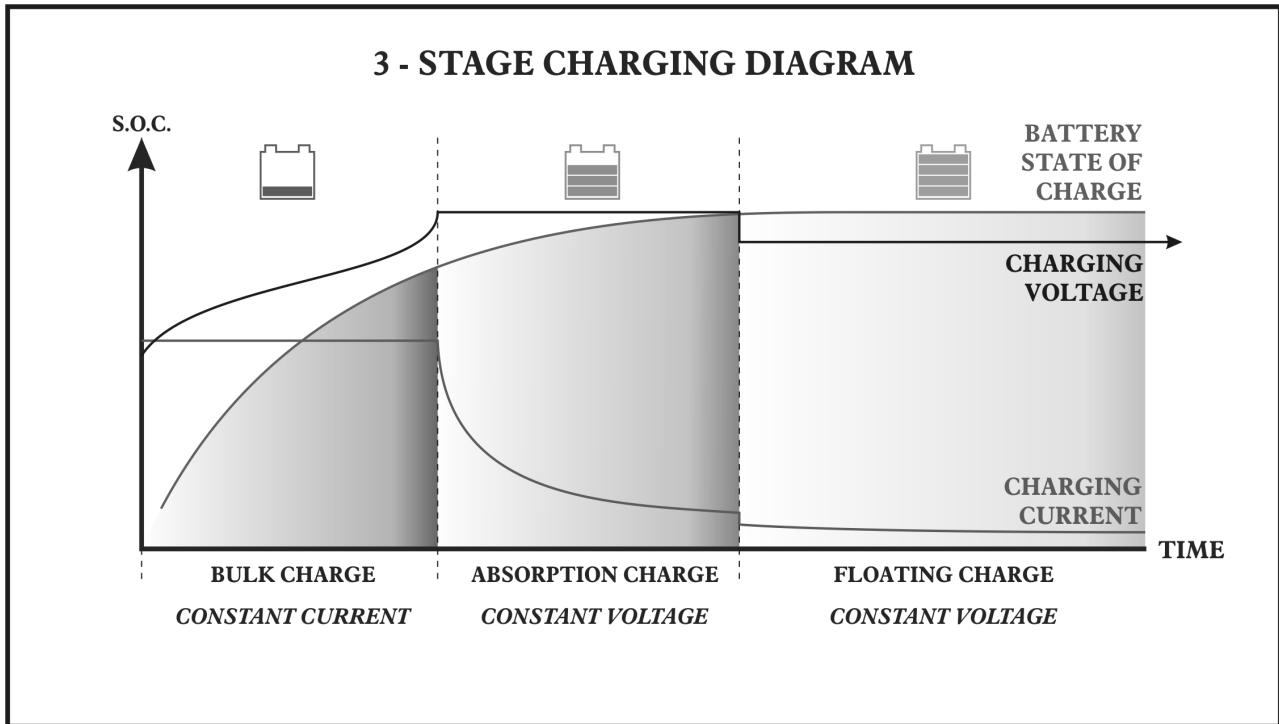 3 - STAGE CHARGING DIAGRAM
S.O.C.
BATTERY
STATE OF
CHARGE
CHARGING
VOLTAGE
CHARGING
CURRENT
TIME
BULK CHARGE
ABSORPTION CHARGE
FLOATING CHARGE
CONSTANT CURRENT
CONSTANT VOLTAGE
CONSTANT VOLTAGE